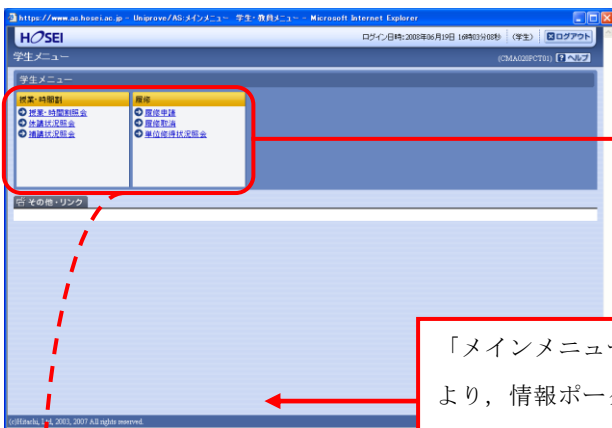 https://www.as.hosei.ac.jp - Uniprove/AS:メインメニュー 学生・教員メニュー - Microsoft Internet Explorer
HOSEI
ログイン日時:2008年06月19日 16時03分08秒 (学生) ログアウト
学生メニュー (CMA020PCT01) ? ヘルプ
学生メニュー
授業・時間割 履修
授業・時間割照会 履修申請
休講状況照会 履修取消
補講状況照会 単位修得状況照会
その他・リンク
「メインメニュー
より，情報ポー
(c)Hitachi, Ltd. 2003, 2007 All rights reserved.